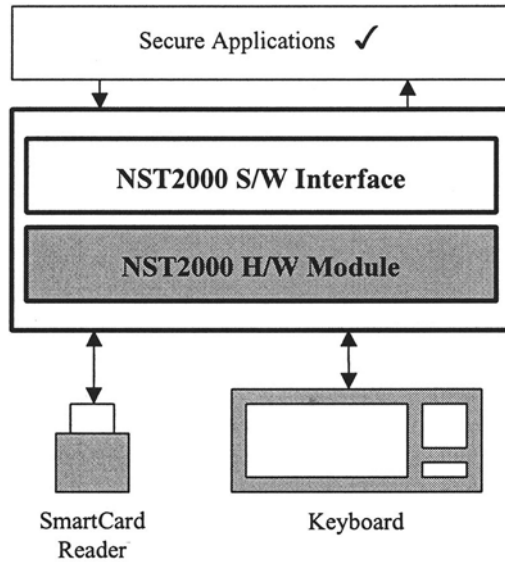 Secure Applications ✓
NST2000 S/W Interface
NST2000 H/W Module
SmartCard
Reader
Keyboard